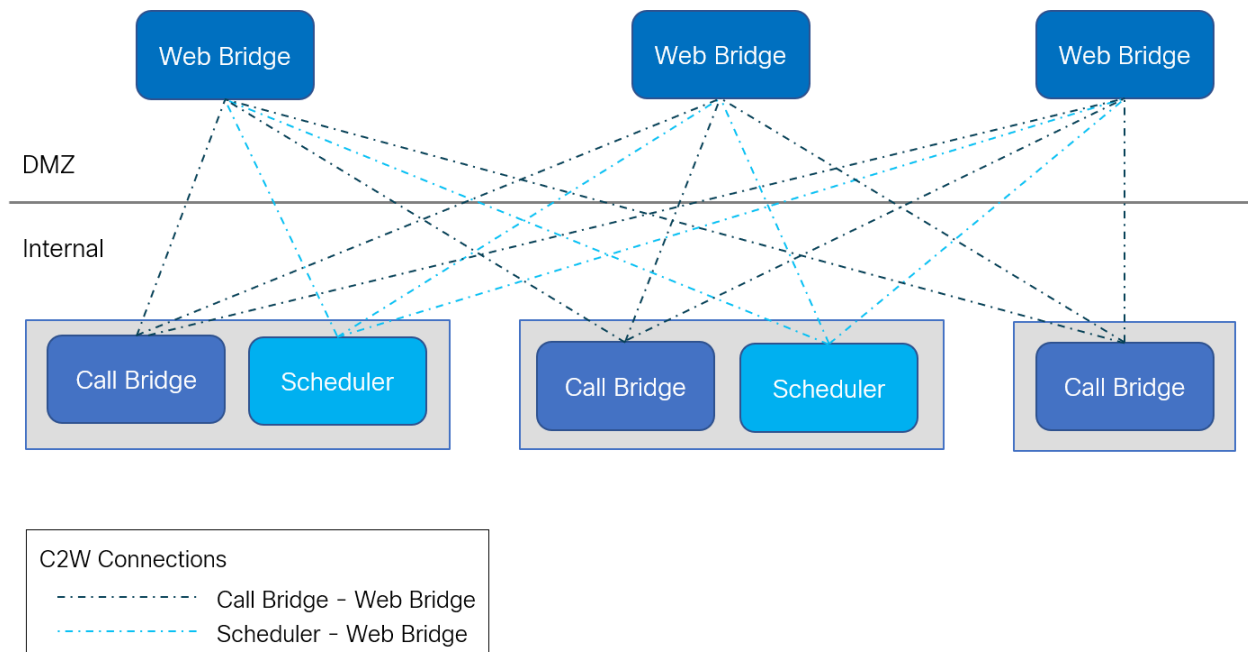 Web Bridge
Web Bridge
Web Bridge
DMZ
Internal
Call Bridge
Scheduler
Call Bridge
Scheduler
Call Bridge
C2W Connections
Call Bridge - Web Bridge
Scheduler - Web Bridge